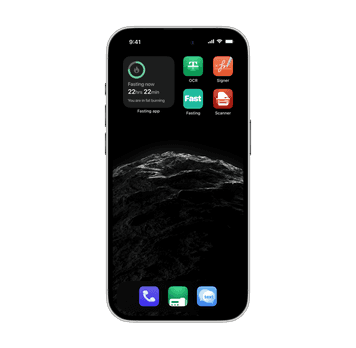 9:41
Fasting now
22hrs 22min
You are in fat burning
Fasting app
OCR
Signer
Fast
Fasting
Scanner